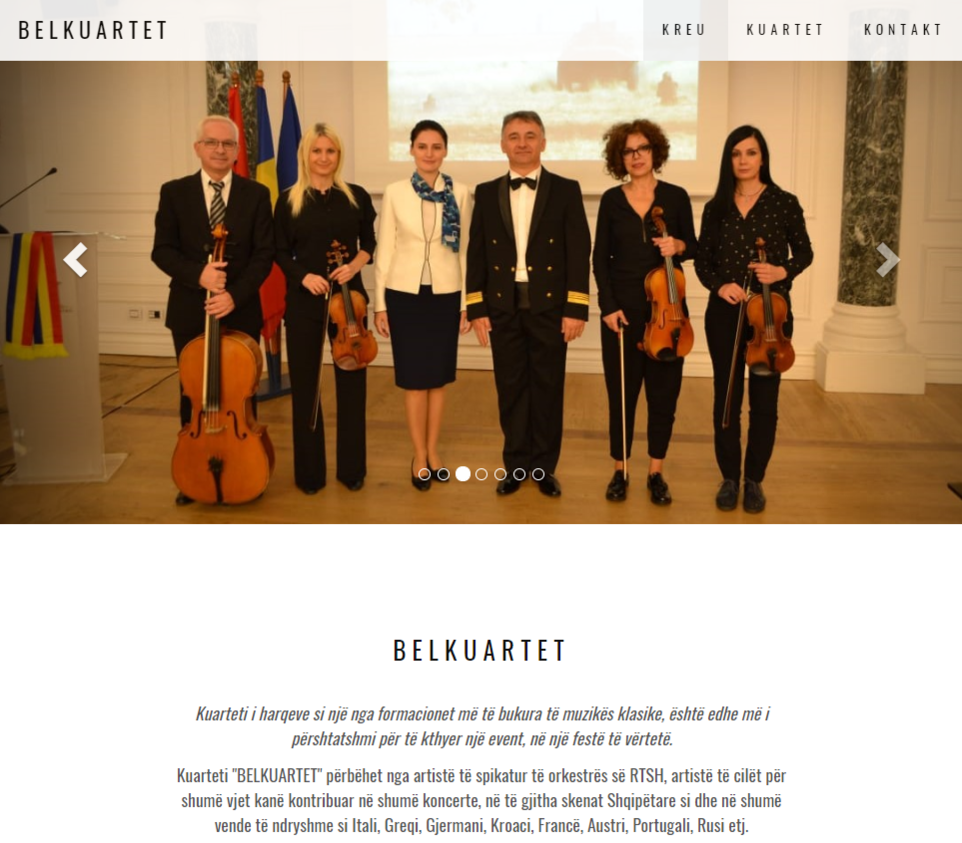 BELKUARTET
KREU KUARTET KONTAKT
BELKUARTET
Kuarteti i harqeve si një nga formacionet më të bukura të muzikës klasike, është edhe më i
përshtatshmi për të kthyer një event, në një festë të vërtetë.
Kuarteti "BELKUARTET" përbëhet nga artistë të spikatur të orkestrës së RTSH, artistë të cilët për
shumë vjet kanë kontribuar në shumë koncerte, në të gjitha skenat Shqipëtare si dhe në shumë
vende të ndryshme si Itali, Greqi, Gjermani, Kroaci, Francë, Austri, Portugali, Rusi etj.